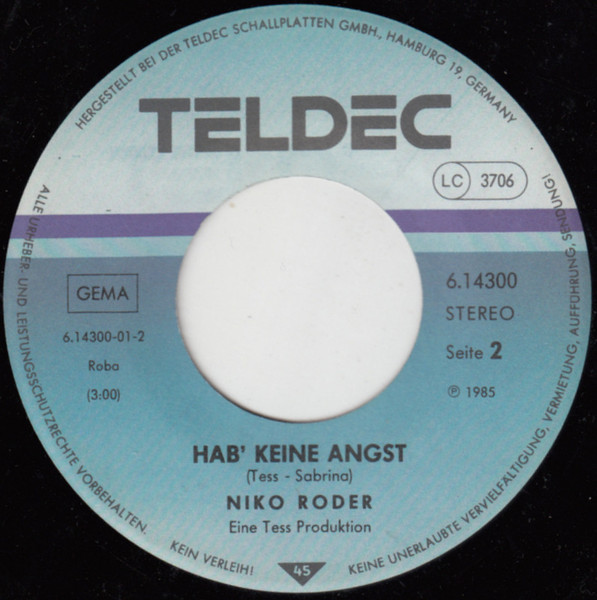 HERGESTELLT BEI DER TELDEC SCHALLPLATTEN GMBH., HAMBURG 19, GERMANY
TELDEC
LC 3706
GEMA
6.14300-01-2
Roba
(3:00)
6.14300
STEREO
Seite 2
℗ 1985
HAB' KEINE ANGST
(Tess - Sabrina)
NIKO RODER
Eine Tess Produktion
ALLE URHEBER- UND LEISTUNGSSCHUTZRECHTE VORBEHALTEN.
KEIN VERLEIH!
45
KEINE UNERLAUBTE VERVIELFÄLTIGUNG, VERMIETUNG, AUFFÜHRUNG, SENDUNG!